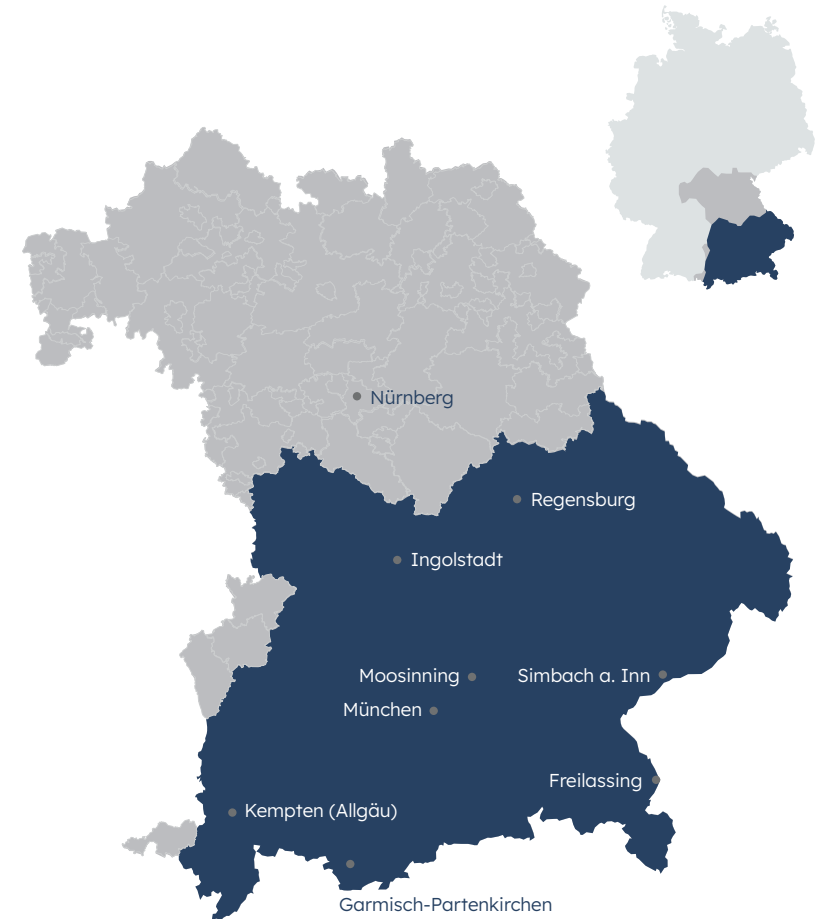 Nürnberg
Regensburg
Ingolstadt
Moosinning
Simbach a. Inn
München
Freilassing
Kempten (Allgäu)
Garmisch-Partenkirchen